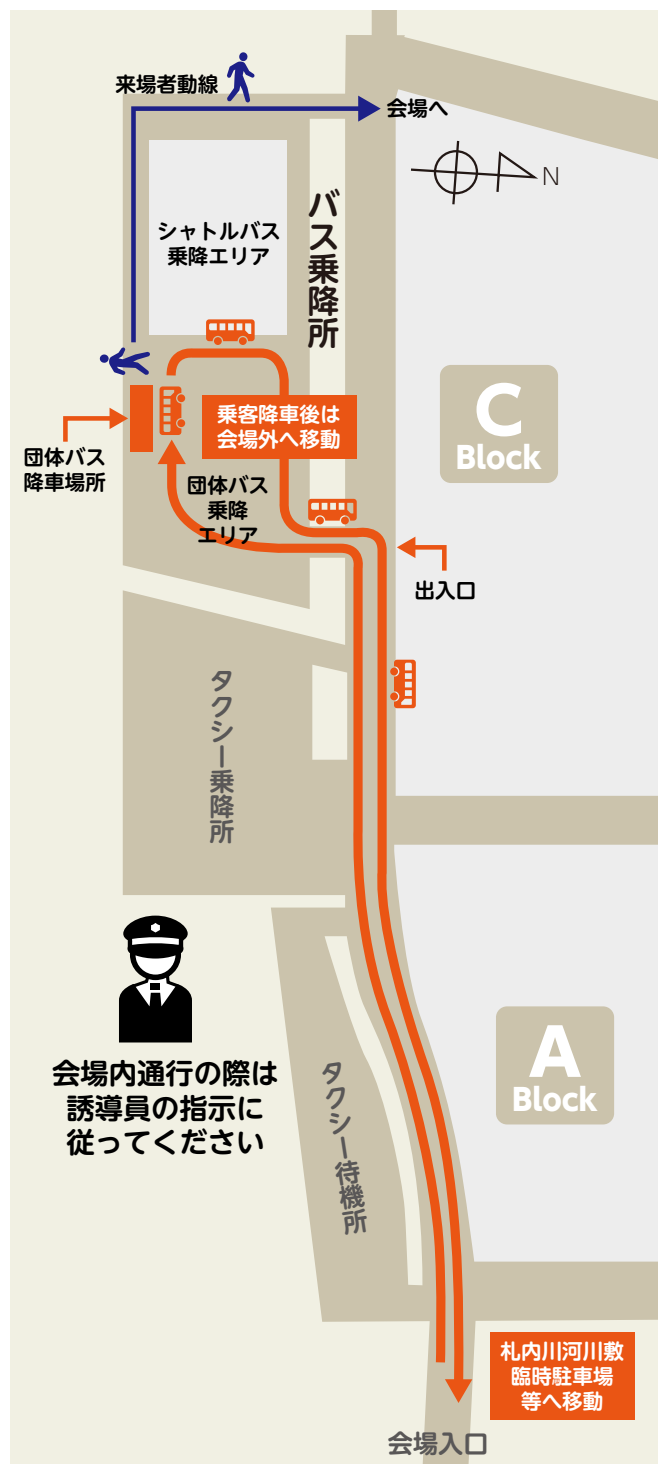 来場者動線
会場へ
N
シャトルバス
乗降エリア
バス乗降所
乗客降車後は
会場外へ移動
C
Block
団体バス
降車場所
団体バス
乗降
エリア
出入口
タクシー乗降所
A
Block
会場内通行の際は
誘導員の指示に
従ってください
タクシー待機所
札内川河川敷
臨時駐車場
等へ移動
会場入口